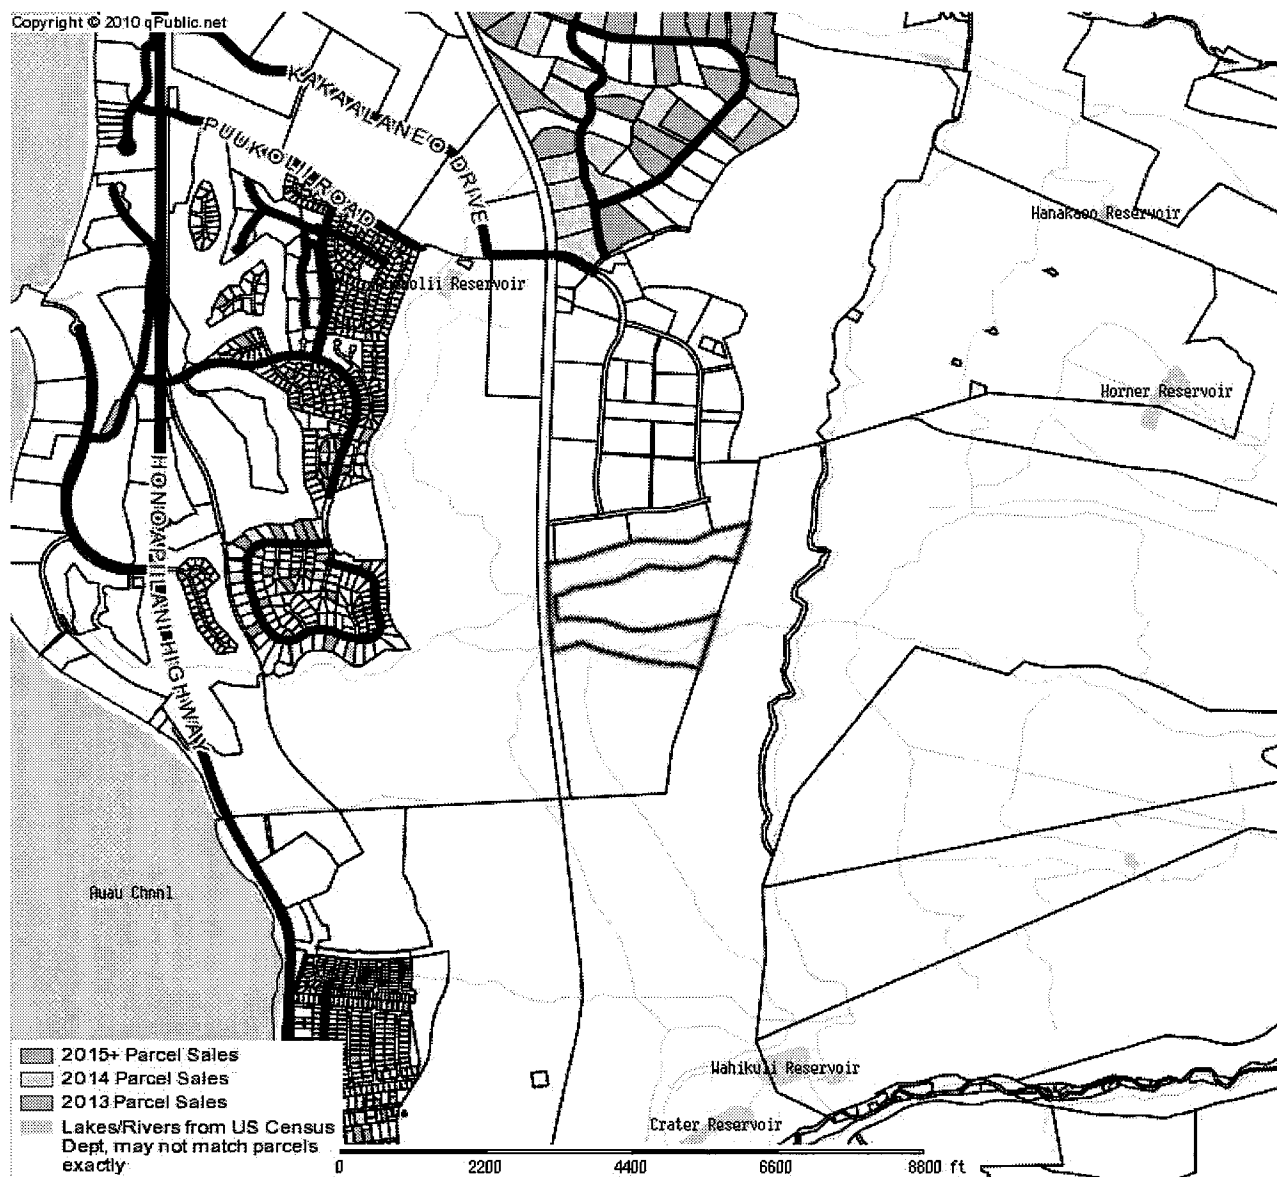 Copyright © 2010 qPublic.net
KAKAALANEO DRIVE
PUUKOLII ROAD
Hanakaoo Reservoir
Reservoir
Horner Reservoir
HONOAPIILANI HIGHWAY
Auau Chnnl
Wahikuli Reservoir
Crater Reservoir
2015+ Parcel Sales
2014 Parcel Sales
2013 Parcel Sales
Lakes/Rivers from US Census
Dept, may not match parcels
exactly
0 2200 4400 6600 8800 ft